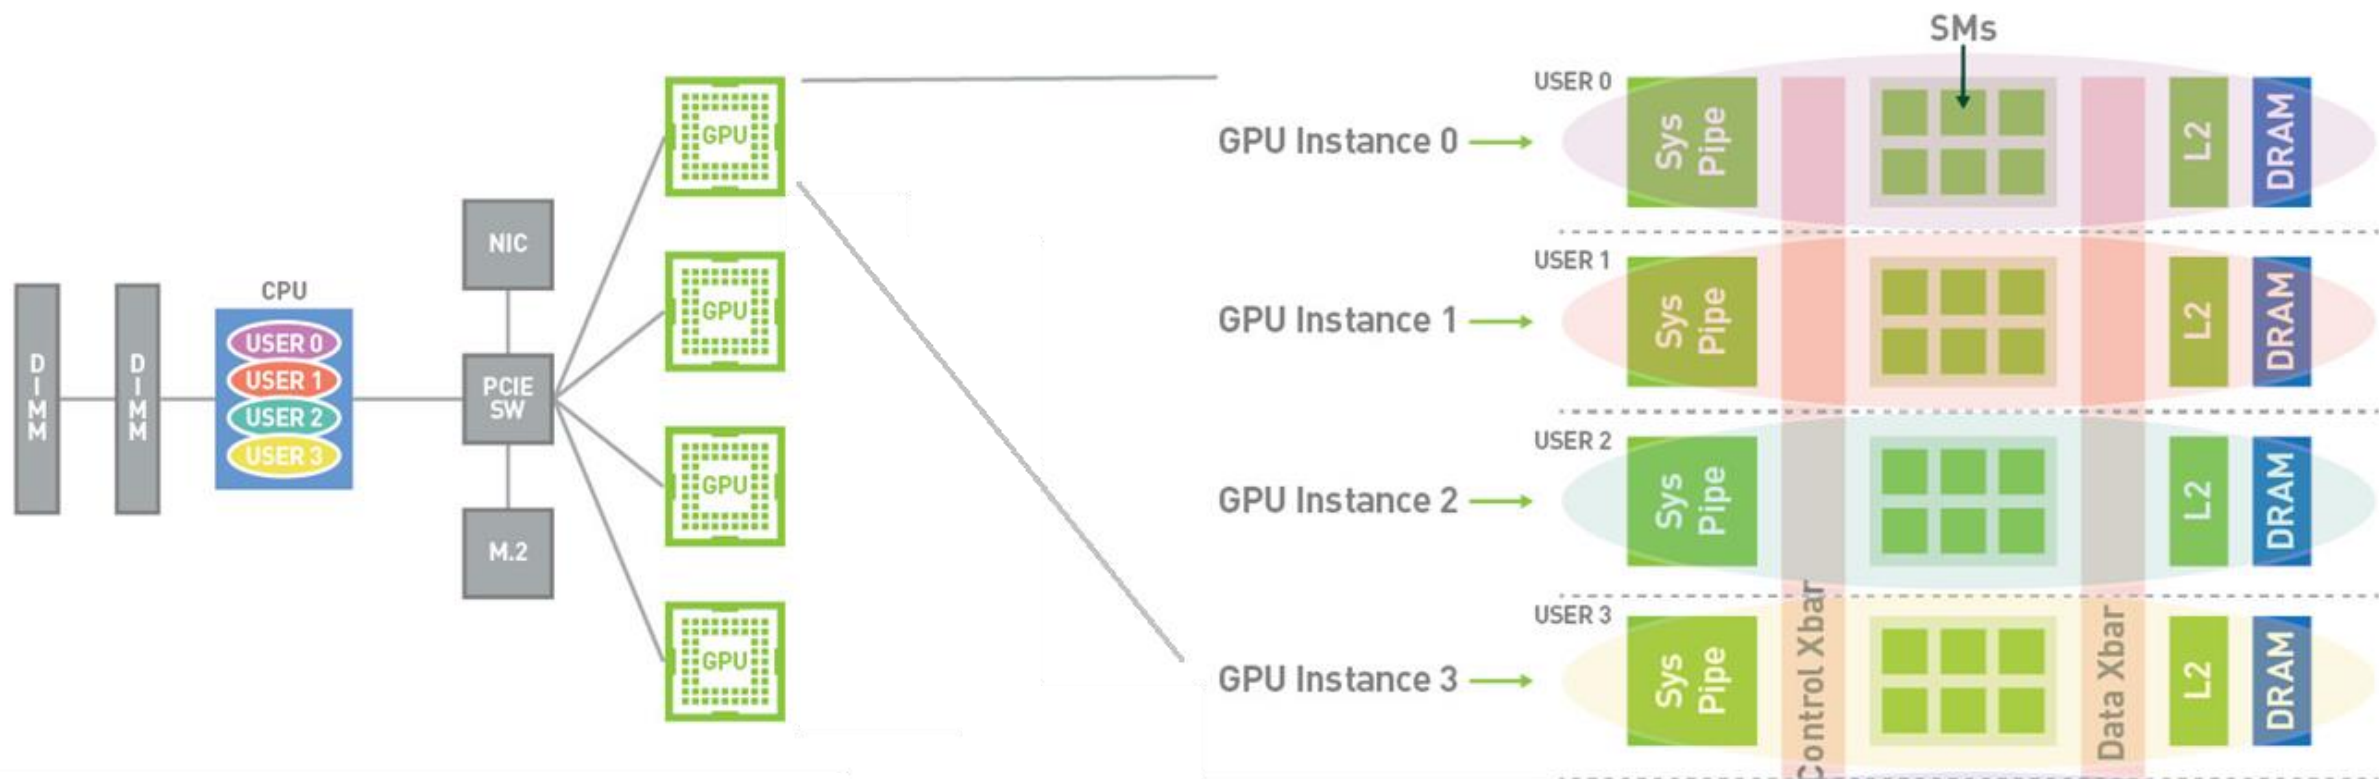 DIMM
DIMM
CPU
USER 0
USER 1
USER 2
USER 3
NIC
PCIE
SW
M.2
GPU
GPU
GPU
GPU
SMs
USER 0
GPU Instance 0
Sys
Pipe
L2
DRAM
USER 1
GPU Instance 1
Sys
Pipe
L2
DRAM
USER 2
GPU Instance 2
Sys
Pipe
L2
DRAM
USER 3
GPU Instance 3
Sys
Pipe
Control Xbar
Data Xbar
L2
DRAM